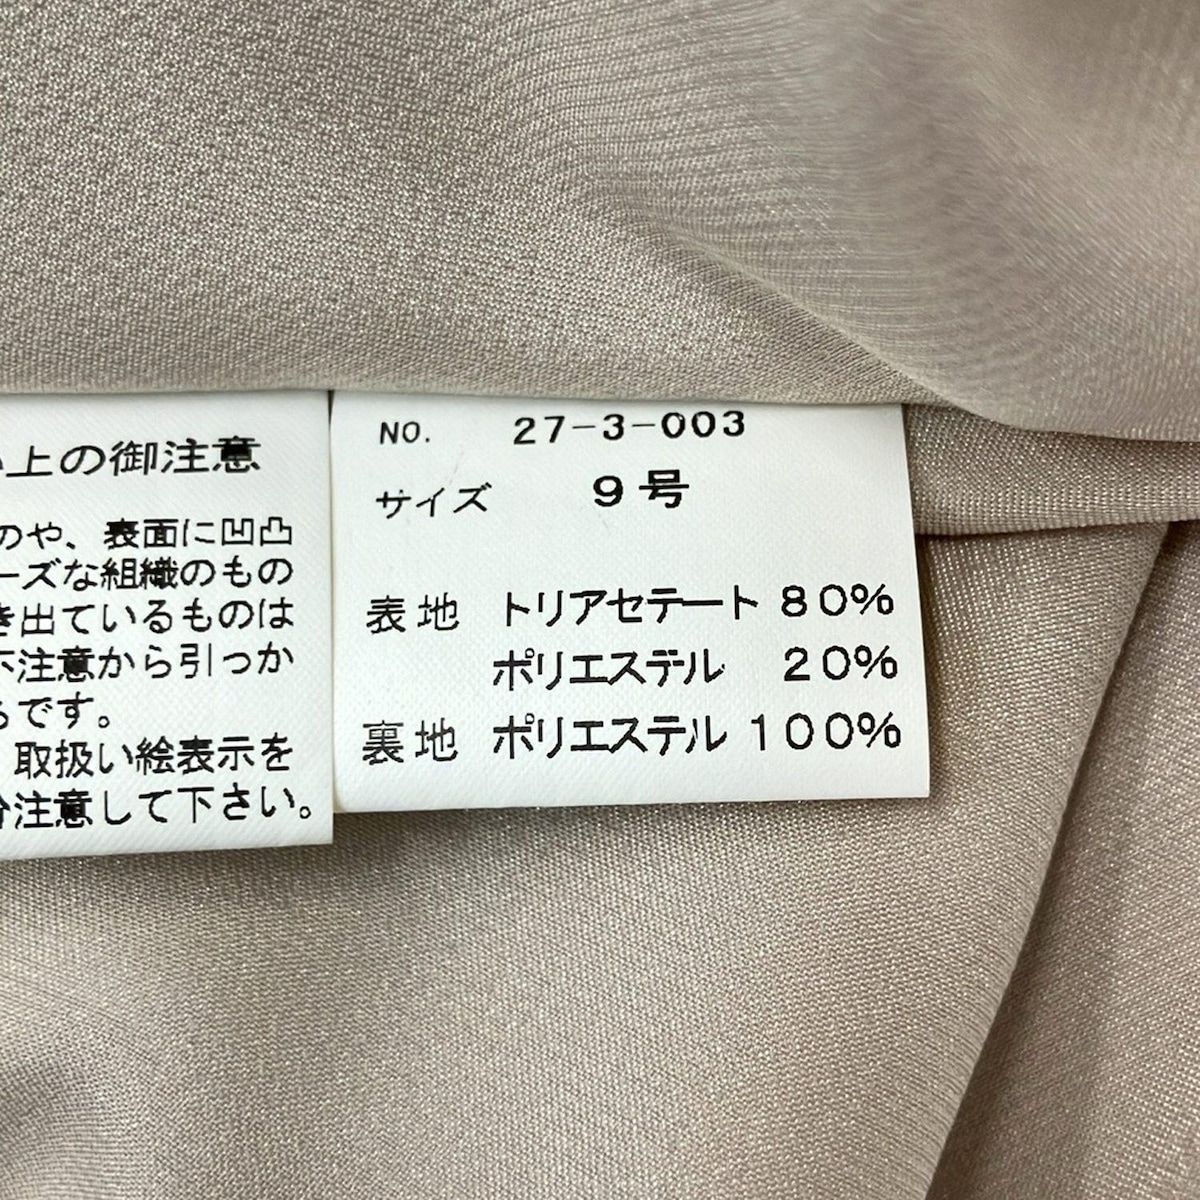 い上の御注意
のや、表面に凹凸
ーズな組織のもの
き出ているものは
不注意から引っか
らです。
取扱い絵表示を
分注意して下さい。
NO. 27-3-003
サイズ 9号
表地 トリアセテート 80%
ポリエステル 20%
裏地 ポリエステル 100%